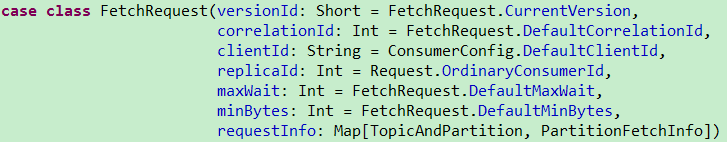 case class FetchRequest(versionId: Short = FetchRequest.CurrentVersion,
correlationId: Int = FetchRequest.DefaultCorrelationId,
clientId: String = ConsumerConfig.DefaultClientId,
replicaId: Int = Request.OrdinaryConsumerId,
maxWait: Int = FetchRequest.DefaultMaxWait,
minBytes: Int = FetchRequest.DefaultMinBytes,
requestInfo: Map[TopicAndPartition, PartitionFetchInfo])